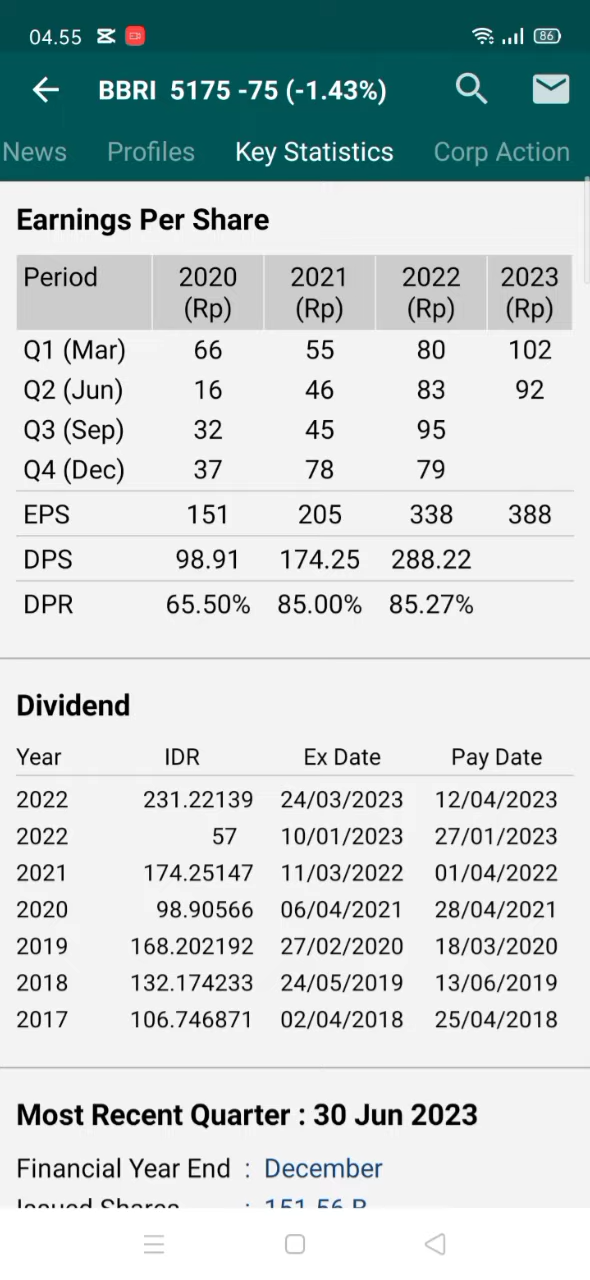 04.55 86
BBRI 5175 -75 (-1.43%)
News Profiles Key Statistics Corp Action
Earnings Per Share
Period 2020 (Rp) 2021 (Rp) 2022 (Rp) 2023 (Rp)
Q1 (Mar) 66 55 80 102
Q2 (Jun) 16 46 83 92
Q3 (Sep) 32 45 95
Q4 (Dec) 37 78 79
EPS 151 205 338 388
DPS 98.91 174.25 288.22
DPR 65.50% 85.00% 85.27%
Dividend
Year IDR Ex Date Pay Date
2022 231.22139 24/03/2023 12/04/2023
2022 57 10/01/2023 27/01/2023
2021 174.25147 11/03/2022 01/04/2022
2020 98.90566 06/04/2021 28/04/2021
2019 168.202192 27/02/2020 18/03/2020
2018 132.174233 24/05/2019 13/06/2019
2017 106.746871 02/04/2018 25/04/2018
Most Recent Quarter : 30 Jun 2023
Financial Year End : December
Issued Shares : 151.56